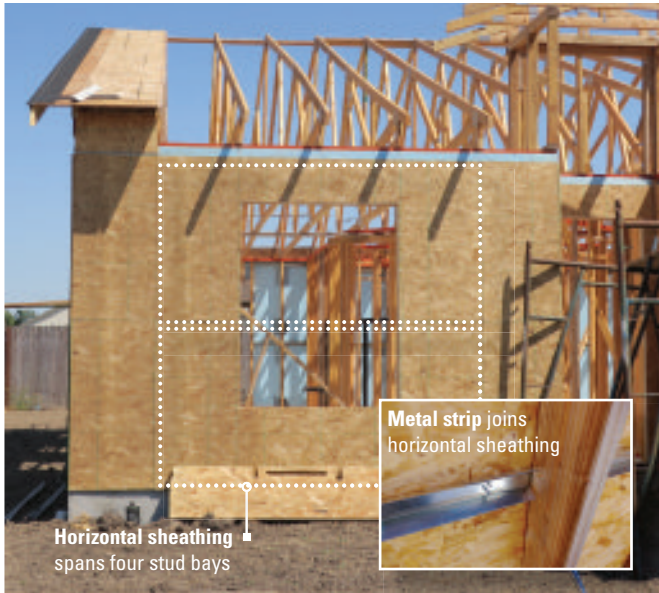 Metal strip joins
horizontal sheathing
Horizontal sheathing
spans four stud bays